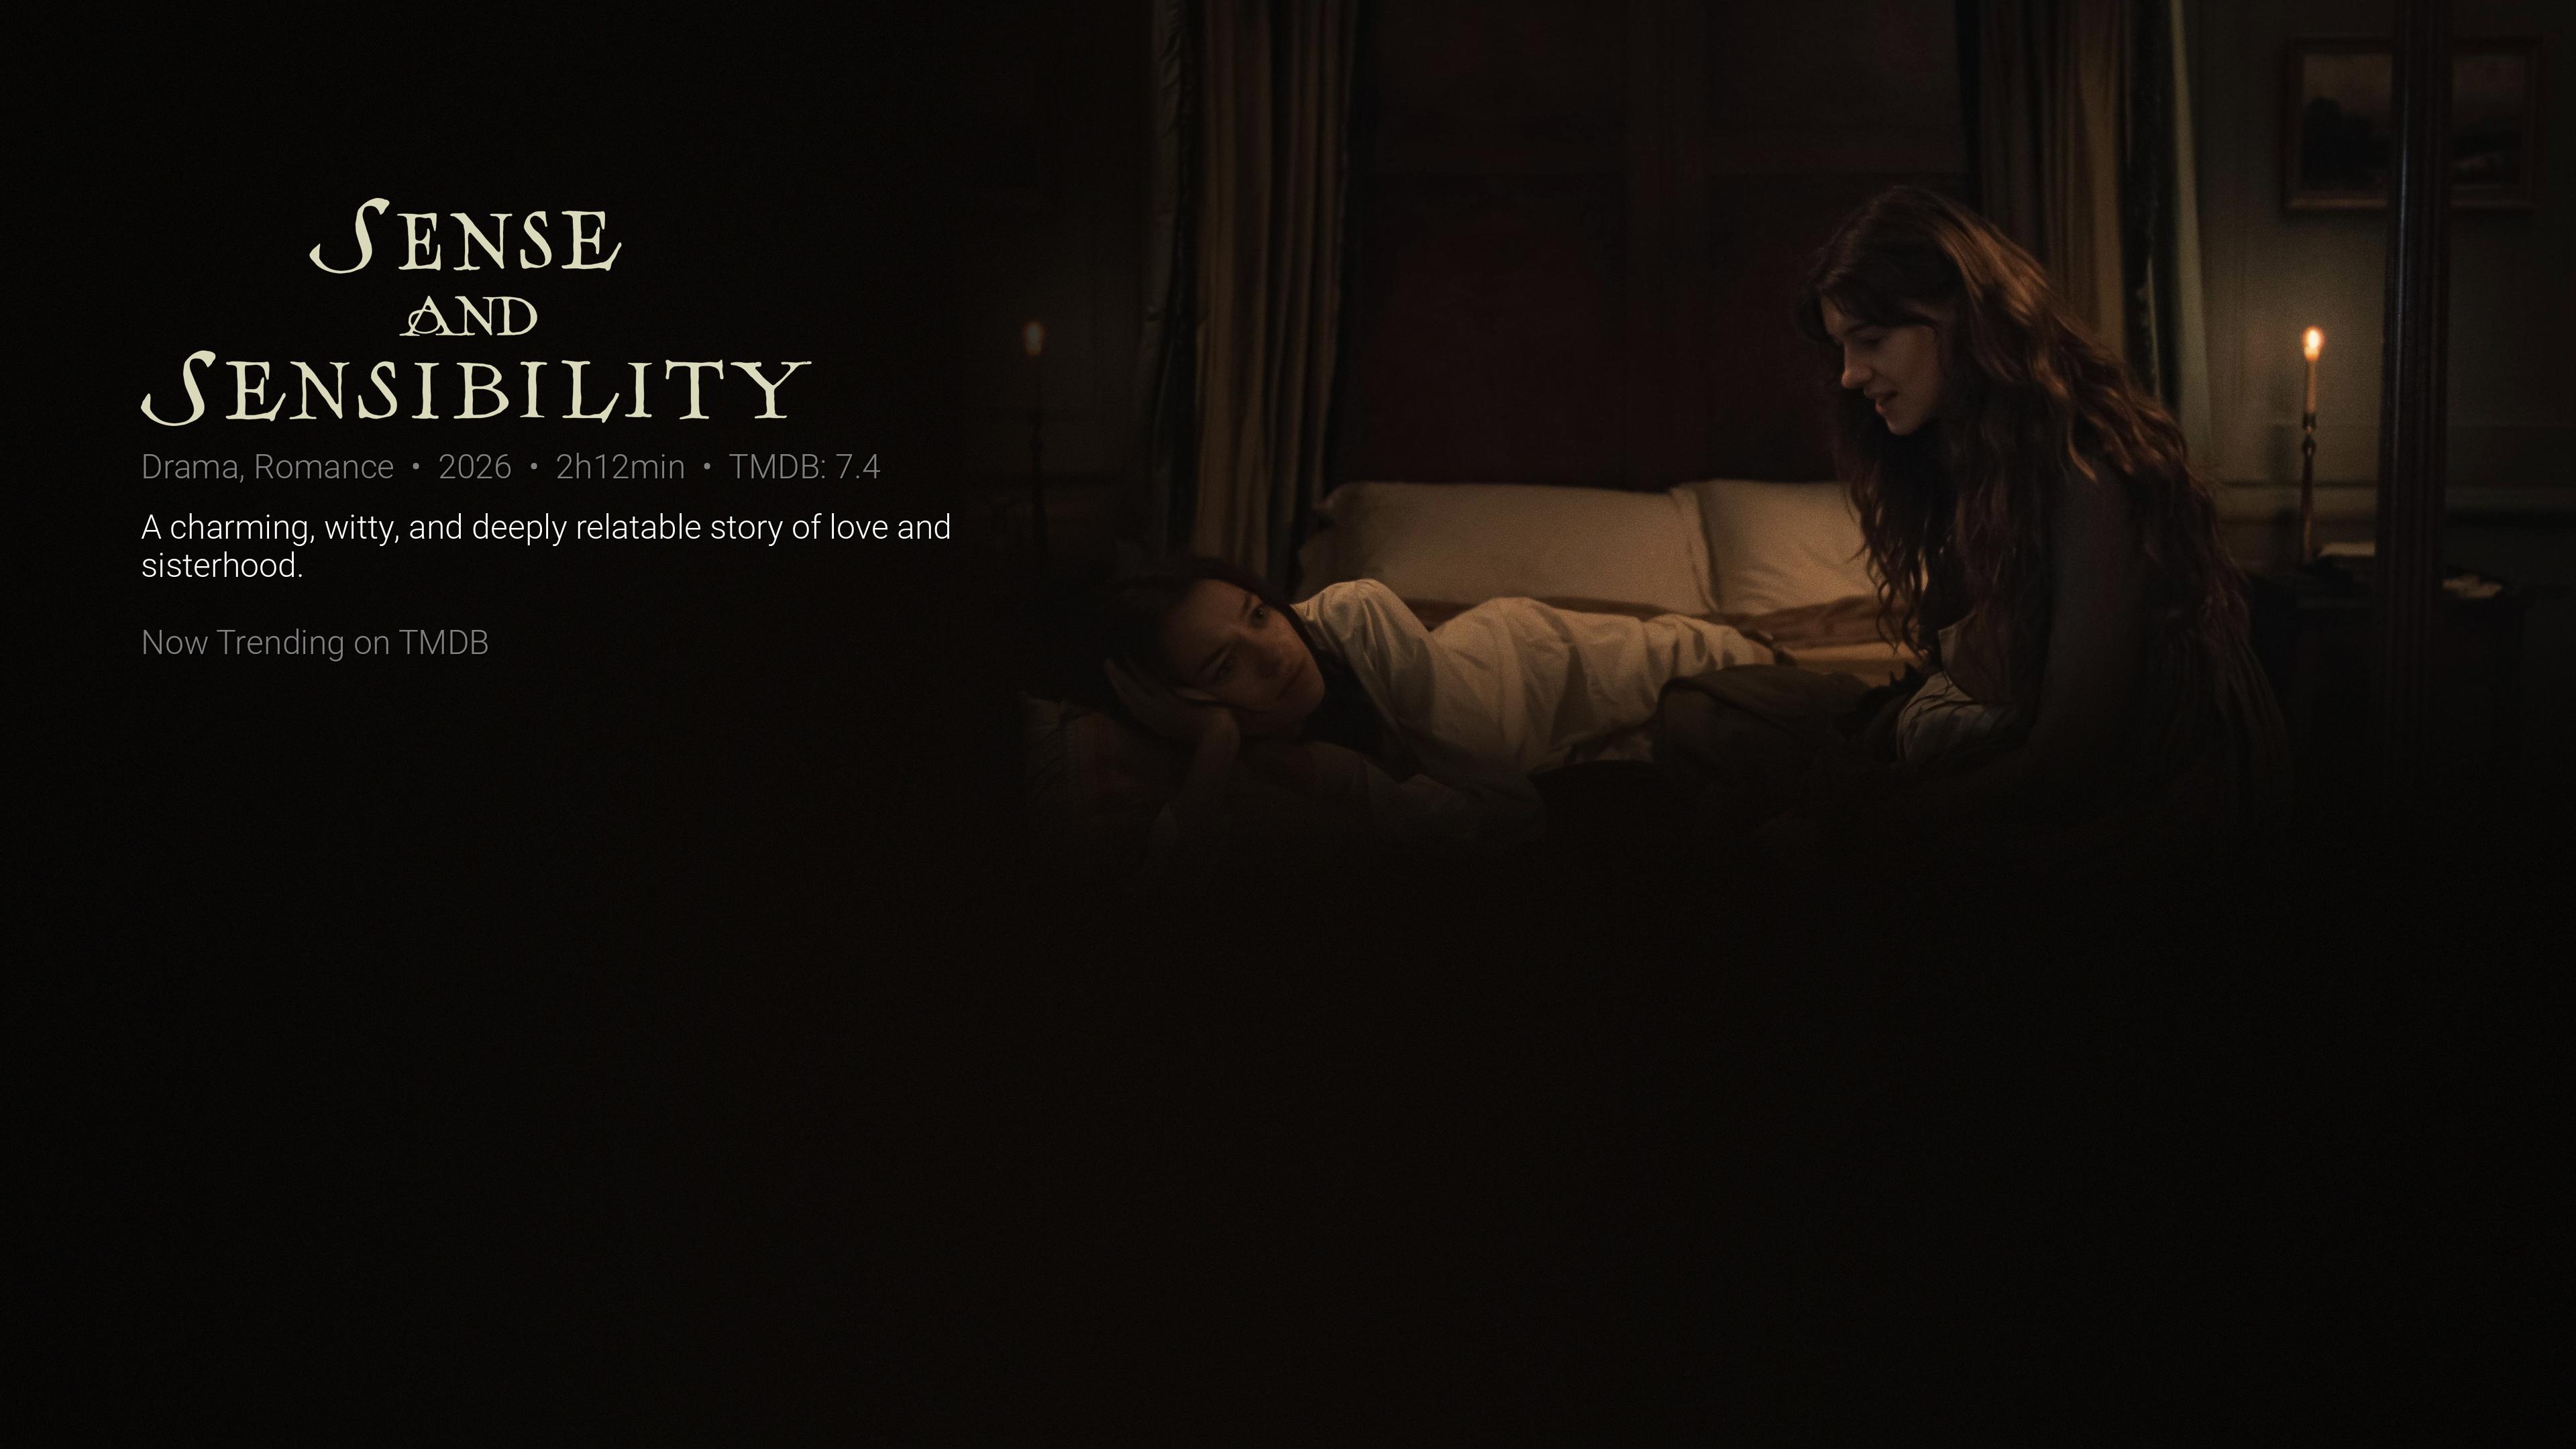 SENSE
AND
SENSIBILITY
Drama, Romance • 2026 • 2h12min • TMDB: 7.4
A charming, witty, and deeply relatable story of love and
sisterhood.
Now Trending on TMDB